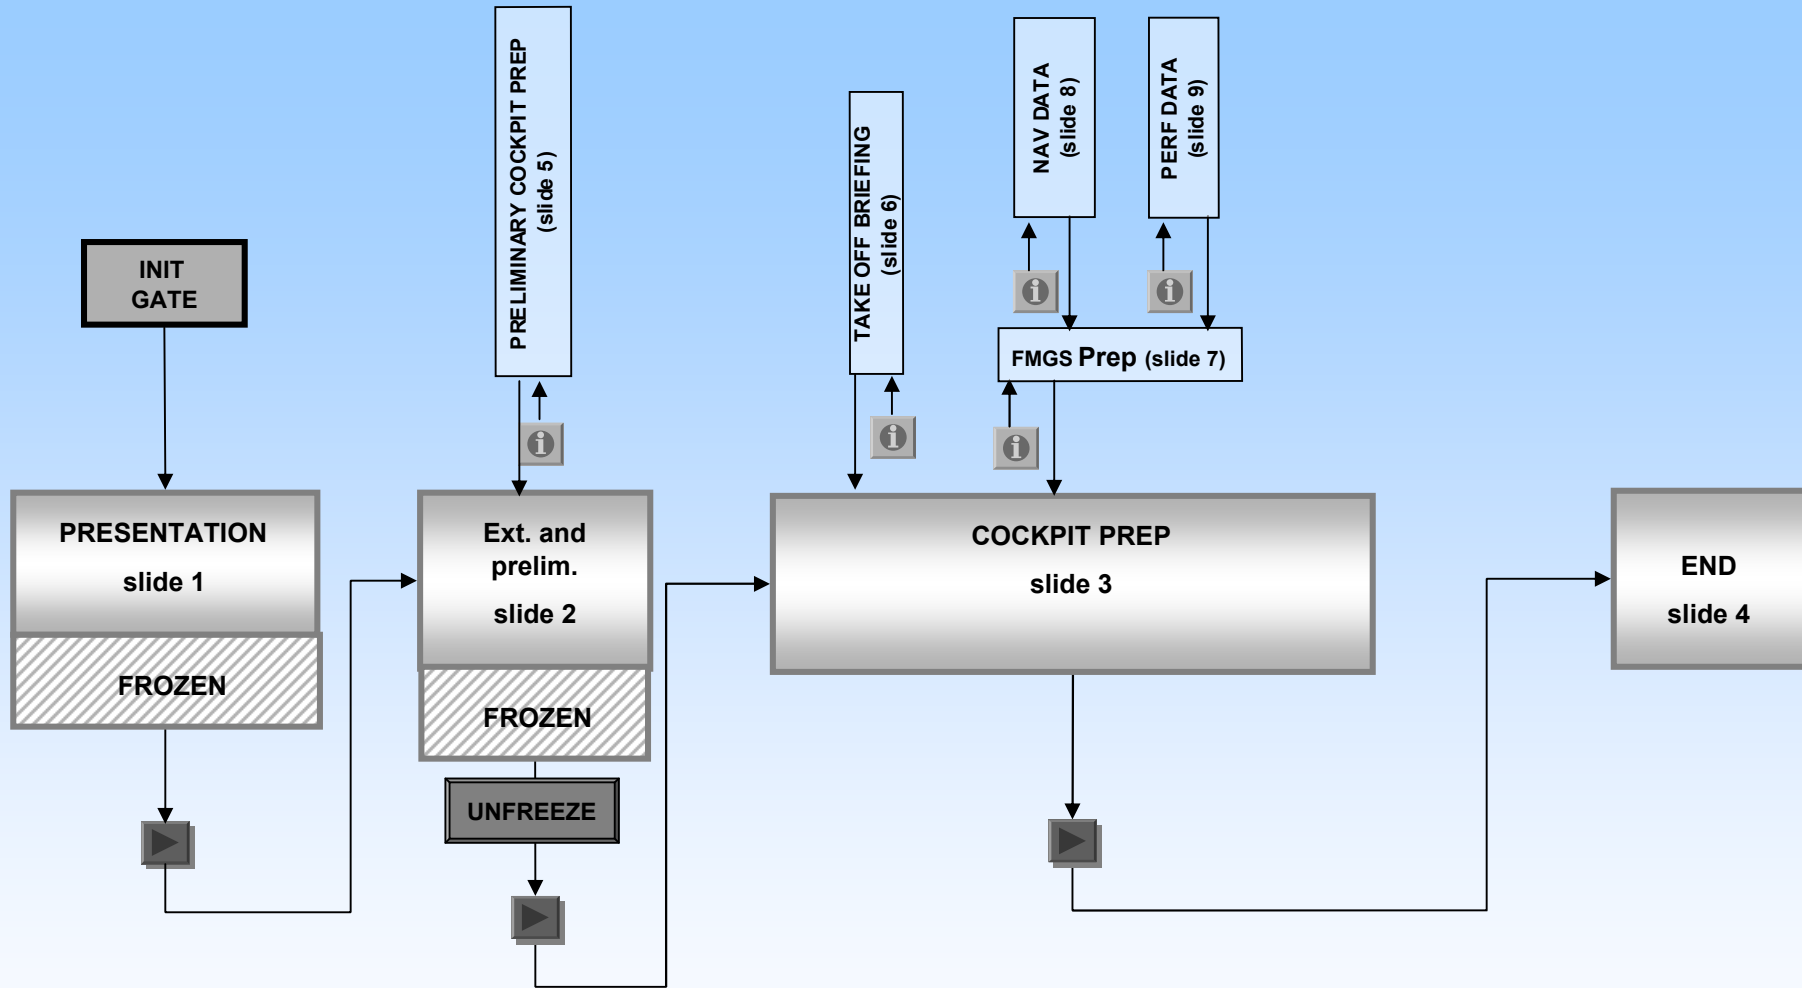 INIT
GATE
PRELIMINARY COCKPIT PREP
(slide 5)
TAKE OFF BRIEFING
(slide 6)
NAV DATA
(slide 8)
PERF DATA
(slide 9)
FMGS Prep (slide 7)
PRESENTATION
slide 1
FROZEN
Ext. and
prelim.
slide 2
FROZEN
UNFREEZE
COCKPIT PREP
slide 3
END
slide 4